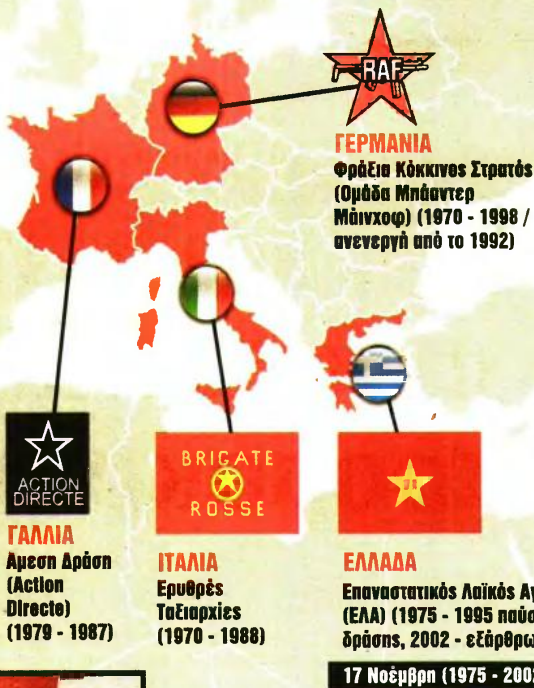 RAF
ΓΕΡΜΑΝΙΑ
Φράξια Κόκκινος Στρατός
(Ομάδα Μπάαντερ
Μάινχοφ) (1970 - 1998 /
ανενεργή από το 1992)
ACTION
DIRECTE
ΓΑΛΛΙΑ
Άμεση Δράση
(Action
Directe)
(1979 - 1987)
BRIGATE
ROSSE
ΙΤΑΛΙΑ
Ερυθρές
Ταξιαρχίες
(1970 - 1988)
ΕΛΛΑΔΑ
Επαναστατικός Λαϊκός
(ΕΛΑ) (1975 - 1995
δράσης, 2002 -
17 Νοέμβρη (1975 -